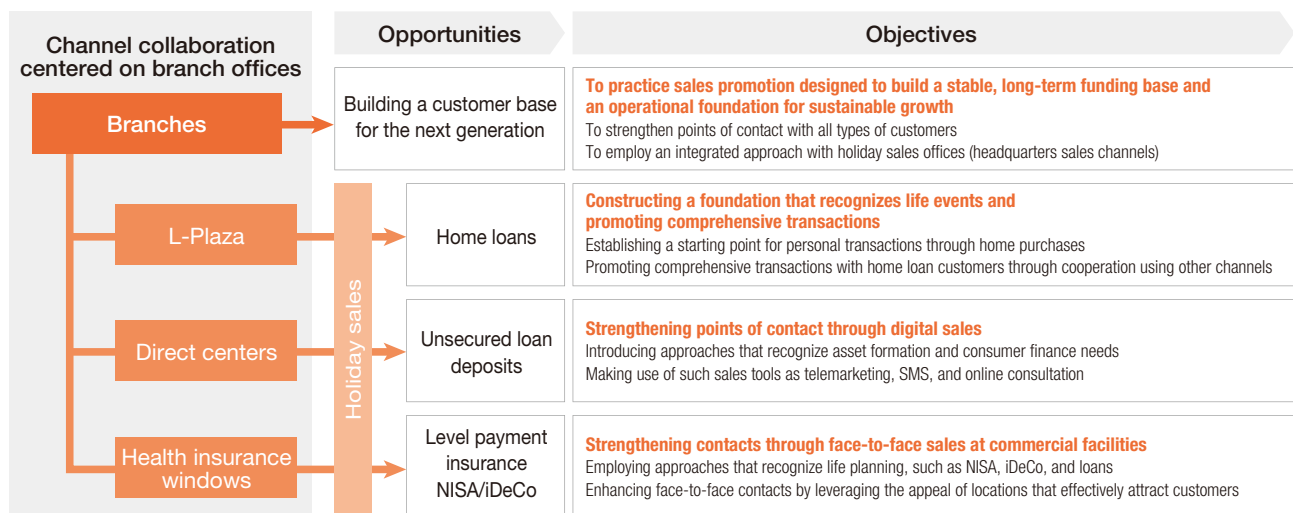 Channel collaboration
centered on branch offices
Opportunities
Objectives
Branches
Building a customer base
for the next generation
To practice sales promotion designed to build a stable, long-term funding base and
an operational foundation for sustainable growth
To strengthen points of contact with all types of customers
To employ an integrated approach with holiday sales offices (headquarters sales channels)
Holiday sales
L-Plaza
Home loans
Constructing a foundation that recognizes life events and
promoting comprehensive transactions
Establishing a starting point for personal transactions through home purchases
Promoting comprehensive transactions with home loan customers through cooperation using other channels
Direct centers
Unsecured loan
deposits
Strengthening points of contact through digital sales
Introducing approaches that recognize asset formation and consumer finance needs
Making use of such sales tools as telemarketing, SMS, and online consultation
Health insurance
windows
Level payment
insurance
NISA/iDeCo
Strengthening contacts through face-to-face sales at commercial facilities
Employing approaches that recognize life planning, such as NISA, iDeCo, and loans
Enhancing face-to-face contacts by leveraging the appeal of locations that effectively attract customers